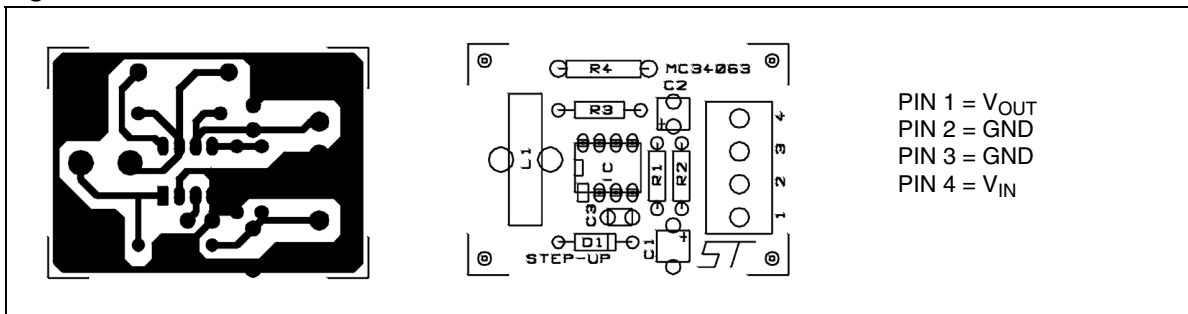 R4
MC34063
C2
R3
4
3
2
1
L1
IC
R1
R2
C3
D1
C1
STEP-UP
ST
PIN 1 = VOUT
PIN 2 = GND
PIN 3 = GND
PIN 4 = VIN